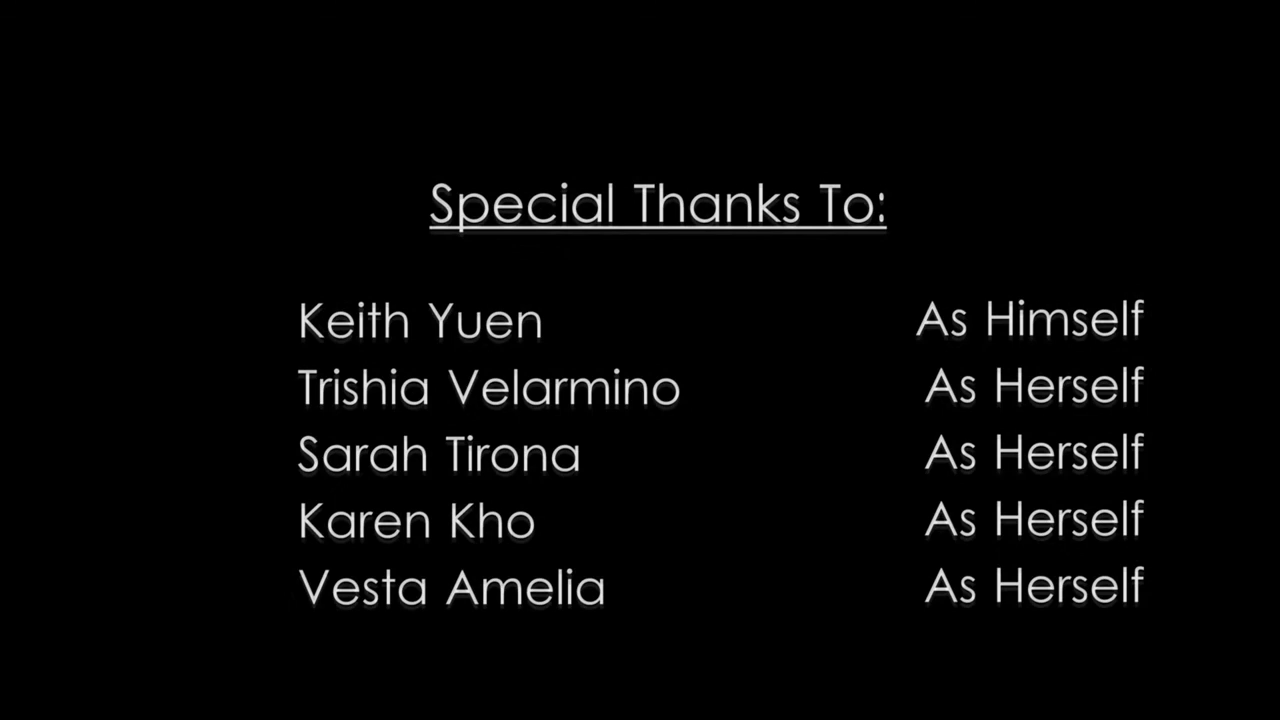 Special Thanks To:
Keith Yuen As Himself
Trishia Velarmino As Herself
Sarah Tirona As Herself
Karen Kho As Herself
Vesta Amelia As Herself